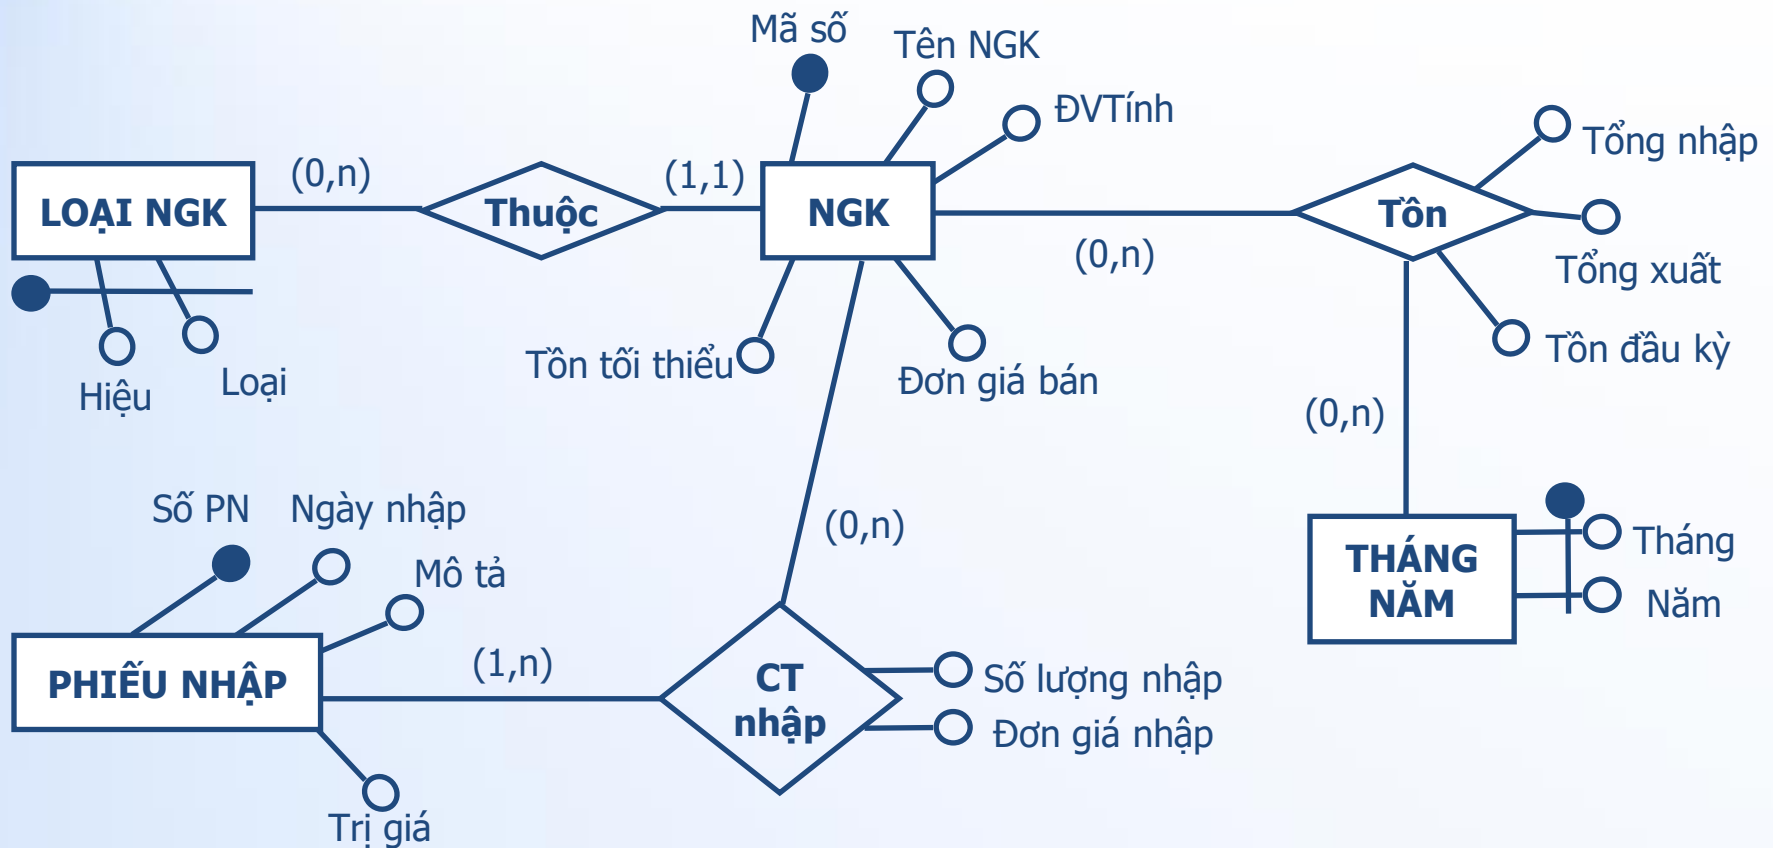 Mã số
Tên NGK
ĐVTính
Tổng nhập
(0,n)
(1,1)
LOẠI NGK
Thuộc
NGK
Tồn
(0,n)
Tổng xuất
Tồn tối thiểu
Đơn giá bán
Tồn đầu kỳ
Hiệu
Loại
(0,n)
Số PN
Ngày nhập
Mô tả
(0,n)
THÁNG
NĂM
Tháng
Năm
PHIẾU NHẬP
(1,n)
CT
nhập
Số lượng nhập
Đơn giá nhập
Trị giá